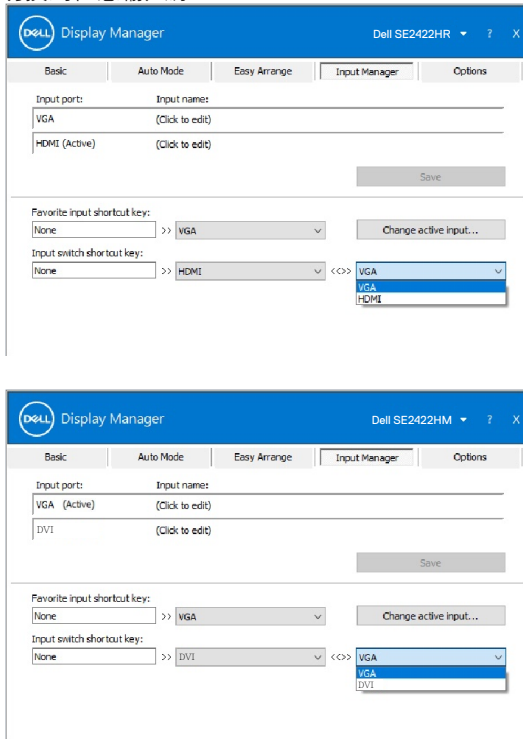 DELL Display Manager Dell SE2422HR ? X
Basic Auto Mode Easy Arrange Input Manager Options
Input port: Input name:
VGA (Click to edit)
HDMI (Active) (Click to edit)
Save
Favorite input shortcut key:
None >> VGA Change active input...
Input switch shortcut key:
None >> HDMI <<>> VGA
VGA
HDMI
DELL Display Manager Dell SE2422HM ? X
Basic Auto Mode Easy Arrange Input Manager Options
Input port: Input name:
VGA (Active) (Click to edit)
DVI (Click to edit)
Save
Favorite input shortcut key:
None >> VGA Change active input...
Input switch shortcut key:
None >> DVI <<>> VGA
VGA
DVI